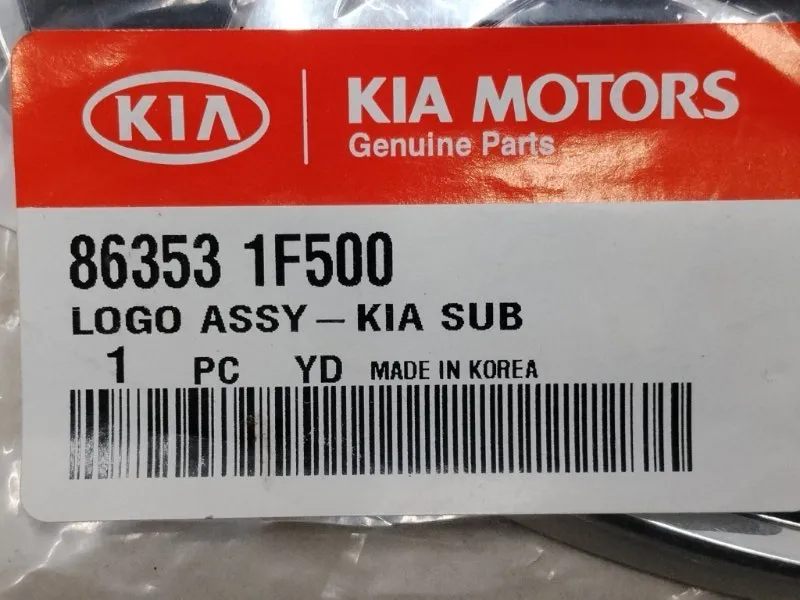 KIA
KIA MOTORS
Genuine Parts
86353 1F500
LOGO ASSY – KIA SUB
1 PC YD MADE IN KOREA